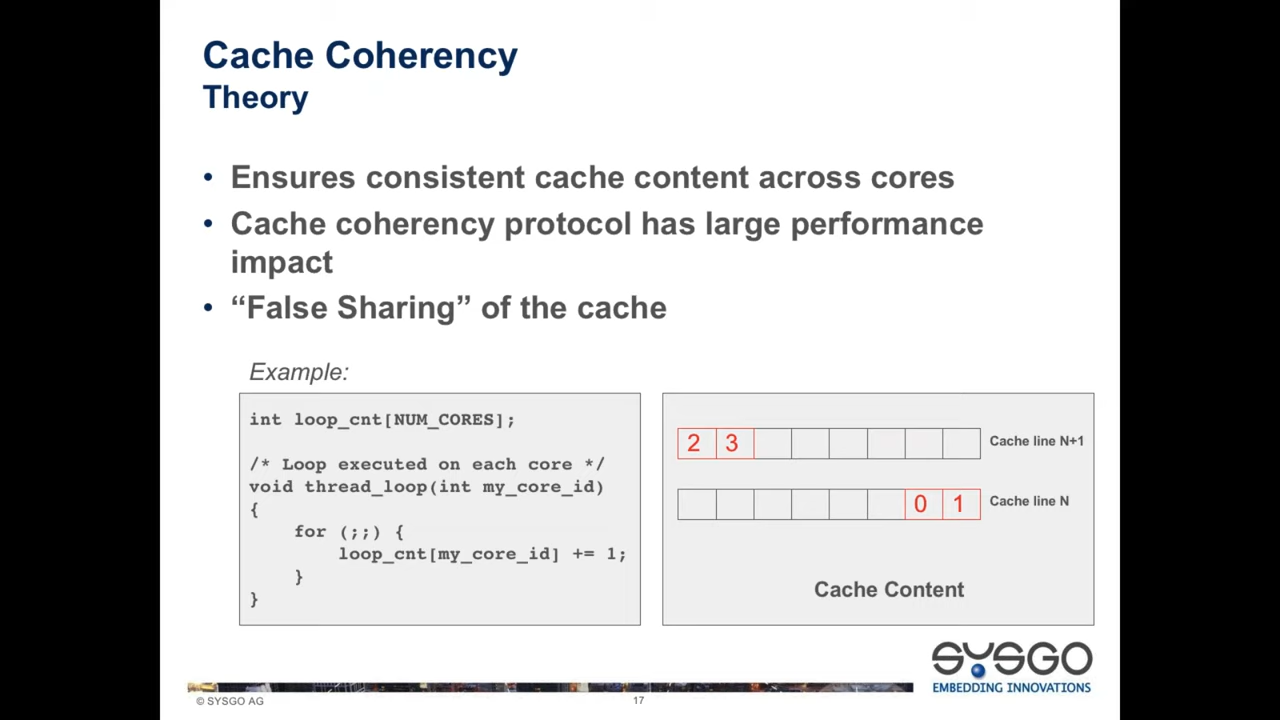 Cache Coherency
Theory
• Ensures consistent cache content across cores
• Cache coherency protocol has large performance
impact
• “False Sharing” of the cache
Example:
int loop_cnt[NUM_CORES];
/* Loop executed on each core */
void thread_loop(int my_core_id)
{
    for (;;) {
        loop_cnt[my_core_id] += 1;
    }
}
2 3 Cache line N+1
0 1 Cache line N
Cache Content
SYSGO
EMBEDDING INNOVATIONS
© SYSGO AG
17